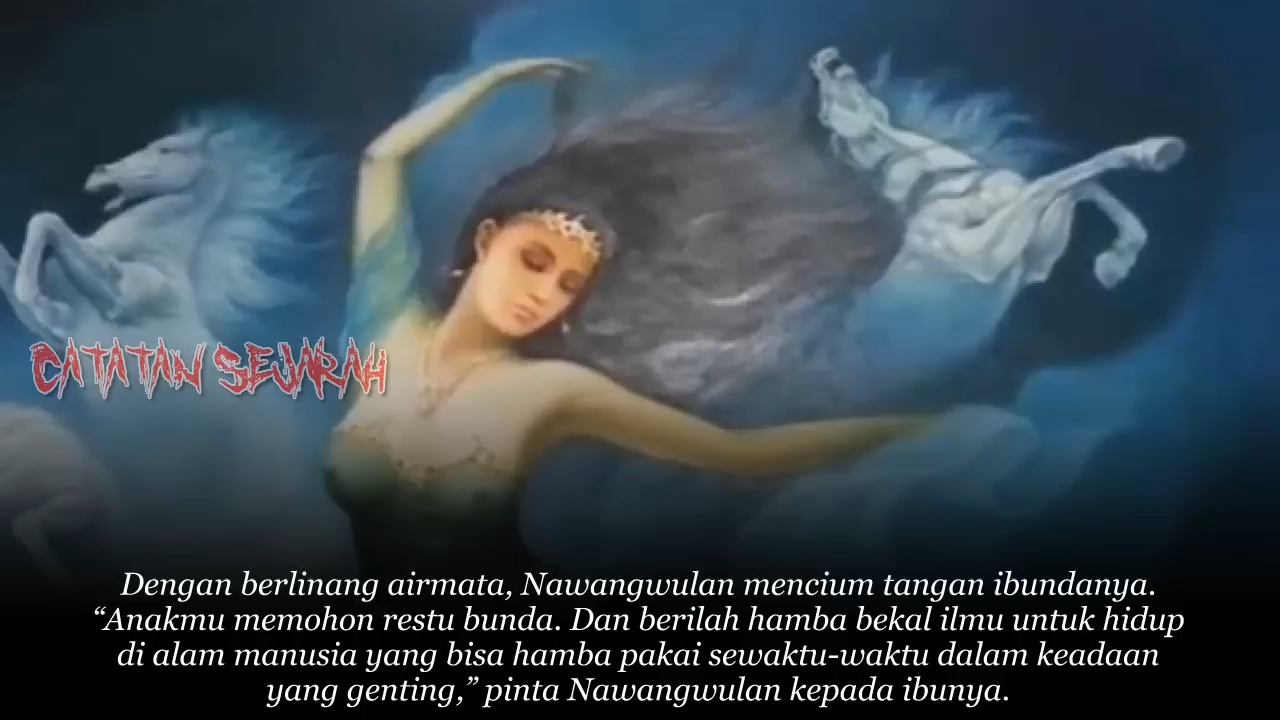 CATATAN SEJARAH
Dengan berlinang airmata, Nawangwulan mencium tangan ibundanya.
“Anakmu memohon restu bunda. Dan berilah hamba bekal ilmu untuk hidup
di alam manusia yang bisa hamba pakai sewaktu-waktu dalam keadaan
yang genting,” pinta Nawangwulan kepada ibunya.